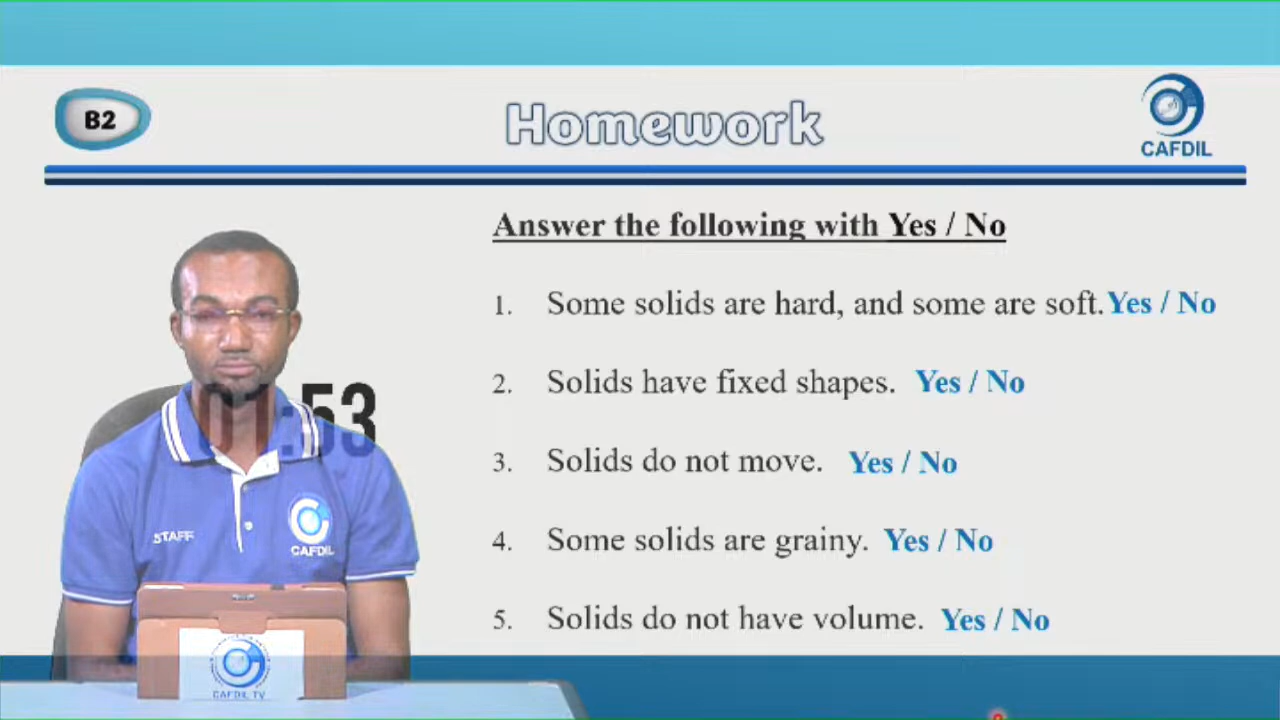 B2
Homework
CAFDIL
Answer the following with Yes / No
1. Some solids are hard, and some are soft. Yes / No
2. Solids have fixed shapes. Yes / No
01:53
3. Solids do not move. Yes / No
STAFF
CAFDIL
4. Some solids are grainy. Yes / No
5. Solids do not have volume. Yes / No
CAFDIL TV